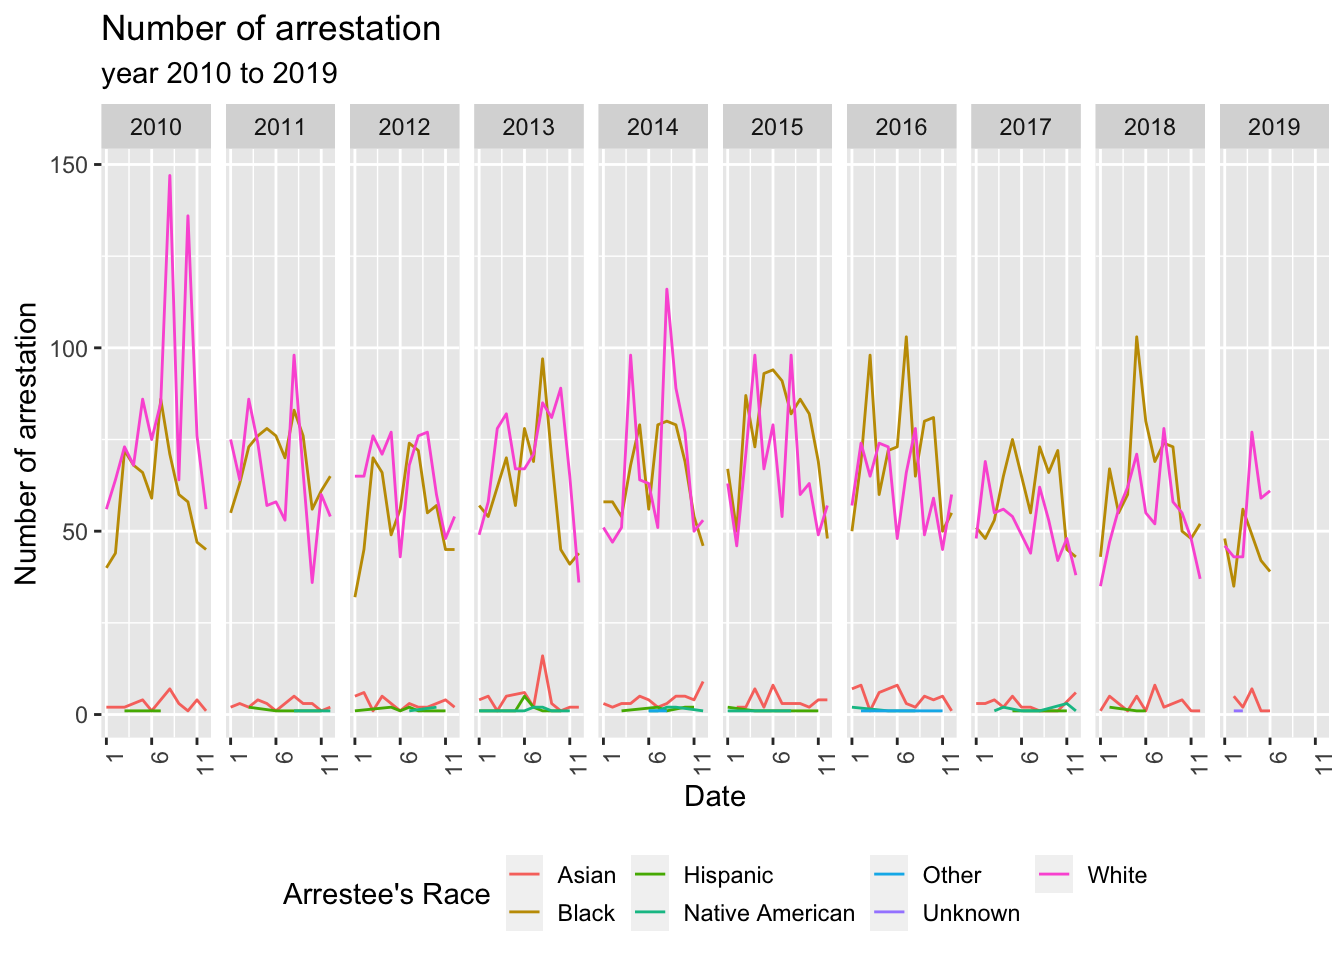 Number of arrestation
year 2010 to 2019
2010 2011 2012 2013 2014 2015 2016 2017 2018 2019
150
100
50
0
Number of arrestation
1 6 11 1 6 11 1 6 11 1 6 11 1 6 11 1 6 11 1 6 11 1 6 11 1 6 11 1 6 11
Date
Arrestee's Race
Asian Hispanic Other White
Black Native American Unknown